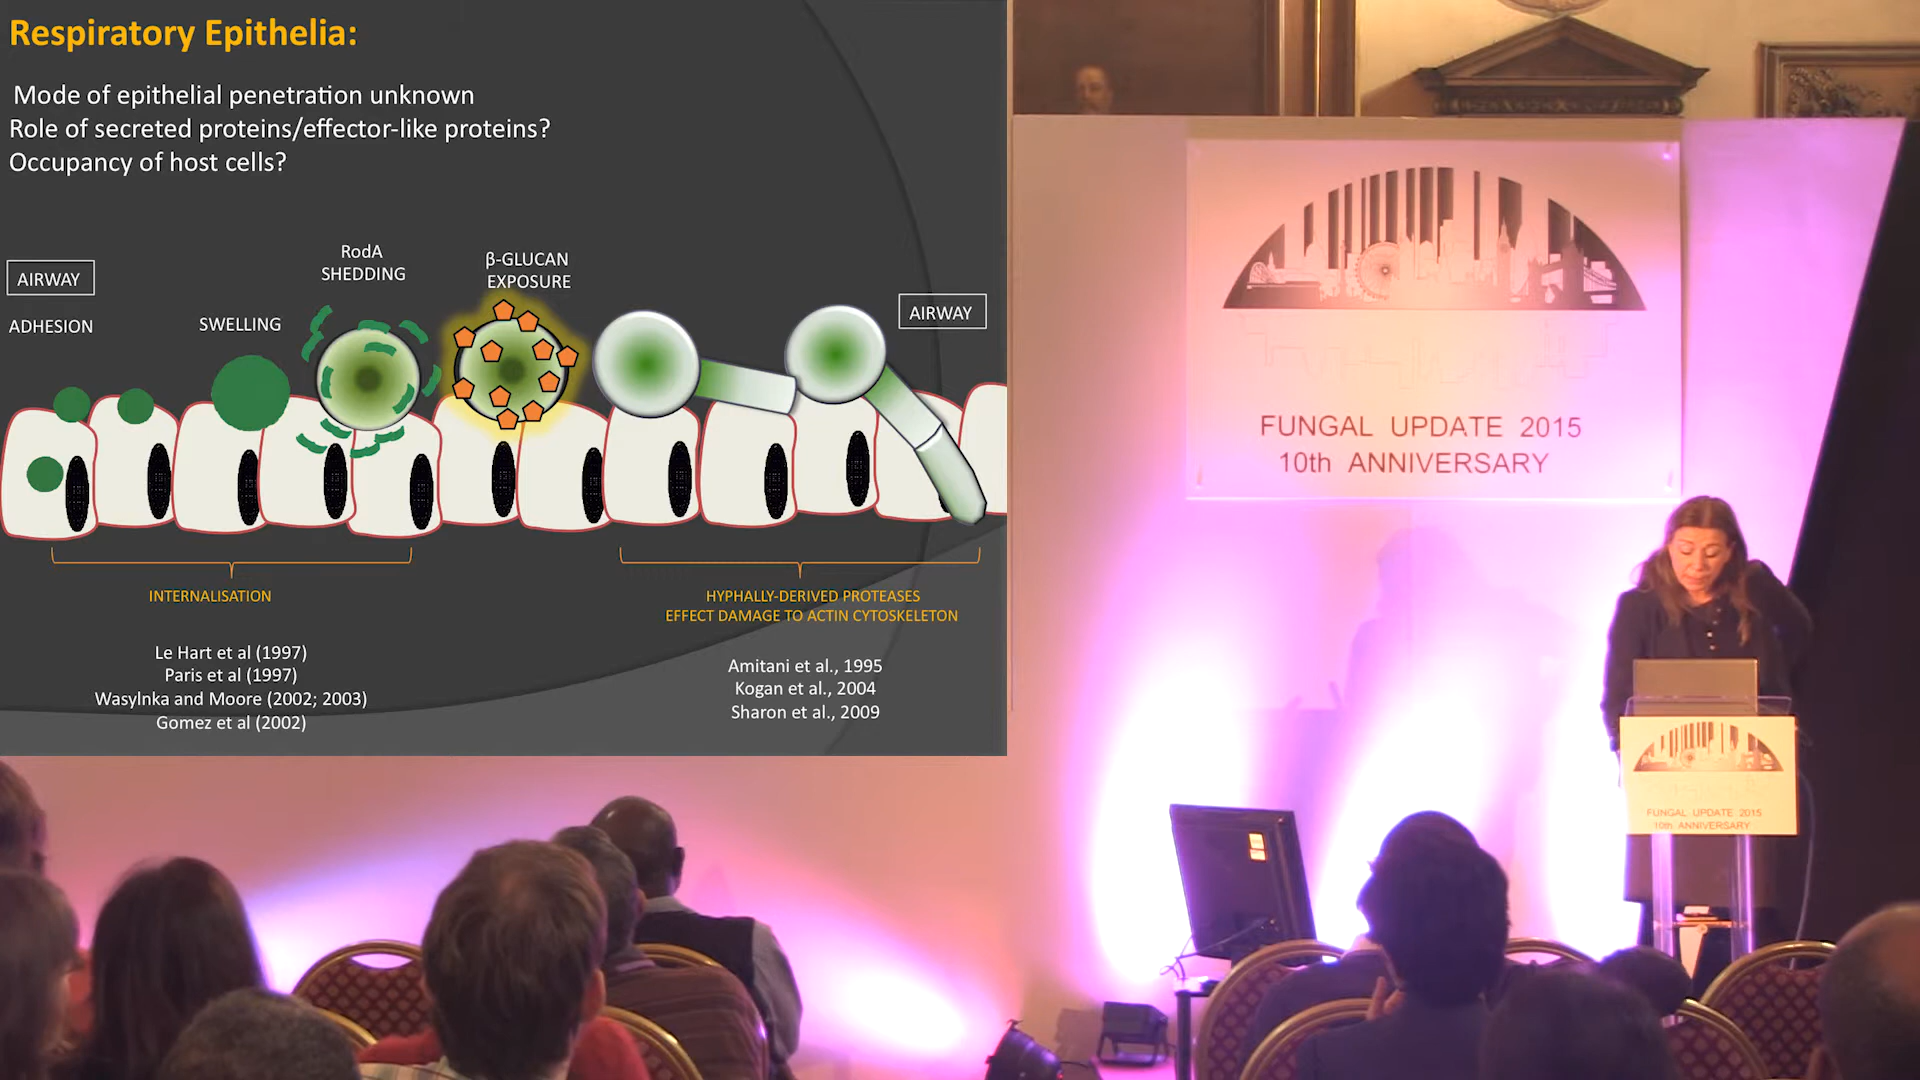 Respiratory Epithelia:
Mode of epithelial penetration unknown
Role of secreted proteins/effector-like proteins?
Occupancy of host cells?
AIRWAY
ADHESION
SWELLING
RodA
SHEDDING
β-GLUCAN
EXPOSURE
AIRWAY
INTERNALISATION
HYPHALLY-DERIVED PROTEASES
EFFECT DAMAGE TO ACTIN CYTOSKELETON
Le Hart et al (1997)
Paris et al (1997)
Wasylnka and Moore (2002; 2003)
Gomez et al (2002)
Amitani et al., 1995
Kogan et al., 2004
Sharon et al., 2009
FUNGAL UPDATE 2015
10th ANNIVERSARY
FUNGAL UPDATE 2015
10th ANNIVERSARY